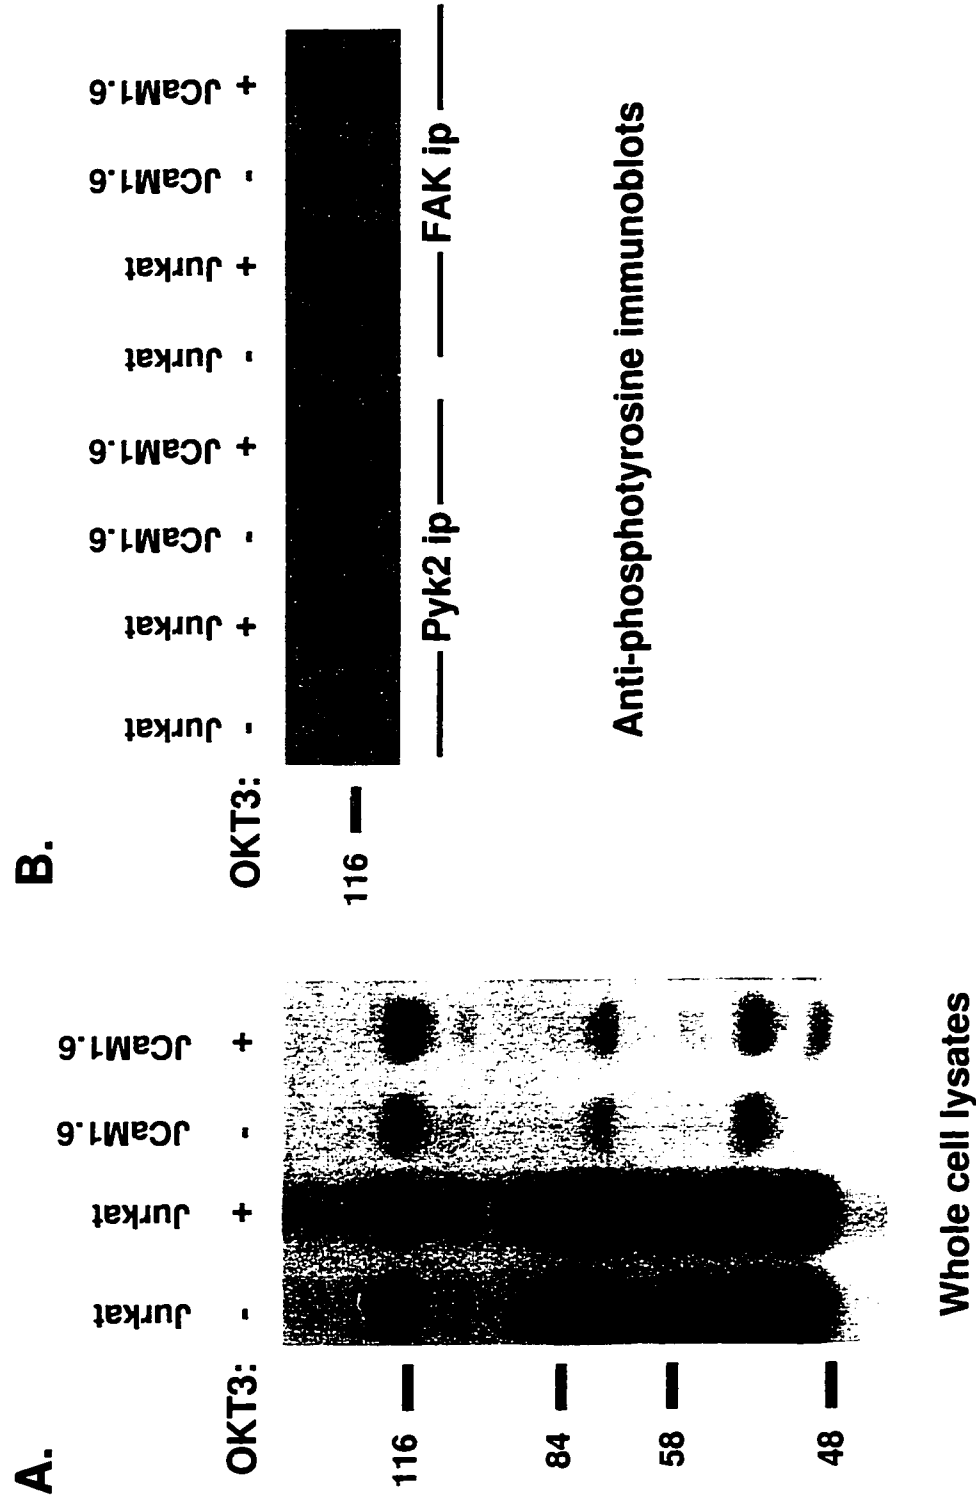 A.
Jurkat Jurkat JCaM1.6 JCaM1.6
OKT3: - + - +
116
84
58
48
Whole cell lysates
B.
Jurkat Jurkat JCaM1.6 JCaM1.6 Jurkat Jurkat JCaM1.6 JCaM1.6
OKT3: - + - + - + - +
116
Pyk2 ip FAK ip
Anti-phosphotyrosine immunoblots